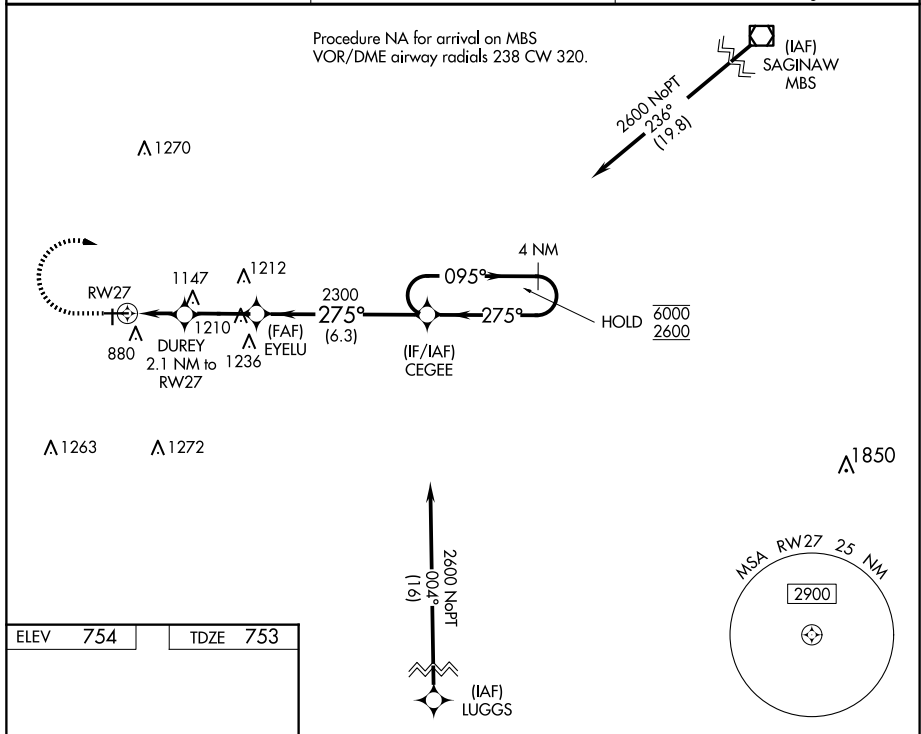 Procedure NA for arrival on MBS
VOR/DME airway radials 238 CW 320.
(IAF)
SAGINAW
MBS
2600 NoPT
236°
(19.8)
1270
4 NM
095°
1212
1147
RW27
2300
275°
(6.3)
275°
HOLD
6000
2600
1210
(FAF)
EYELU
(IF/IAF)
CEGEE
880
DUREY
2.1 NM to
RW27
1236
1263
1272
1850
2600 NoPT
004°
(16)
MSA RW27 25 NM
2900
ELEV 754
TDZE 753
(IAF)
LUGGS